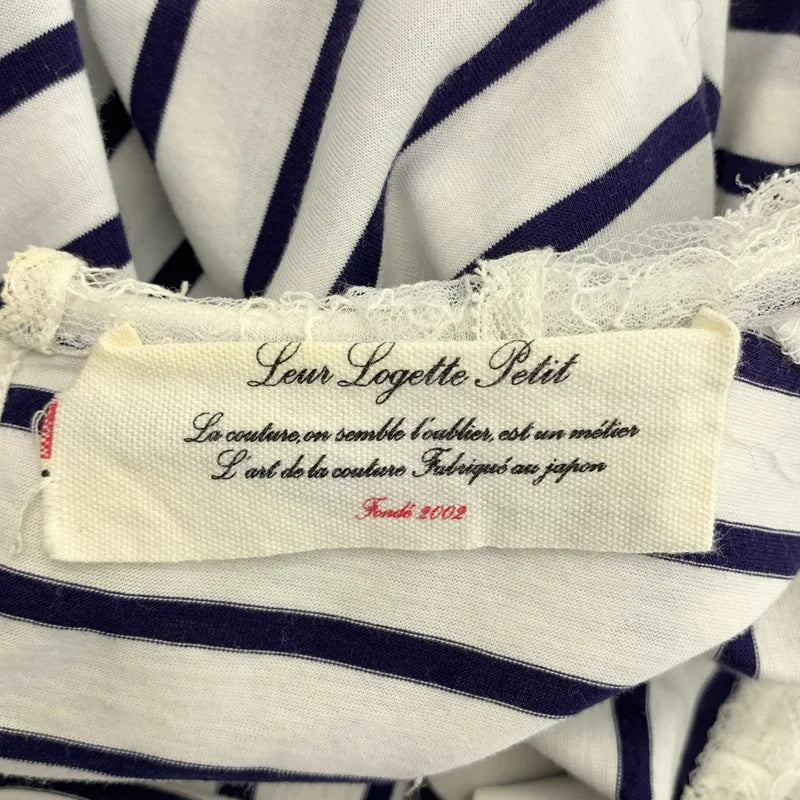 Leur Logette Petit
La couture,on semble l'oublier,est un métier
L'art de la couture Fabriqué au japon
Fondé 2002